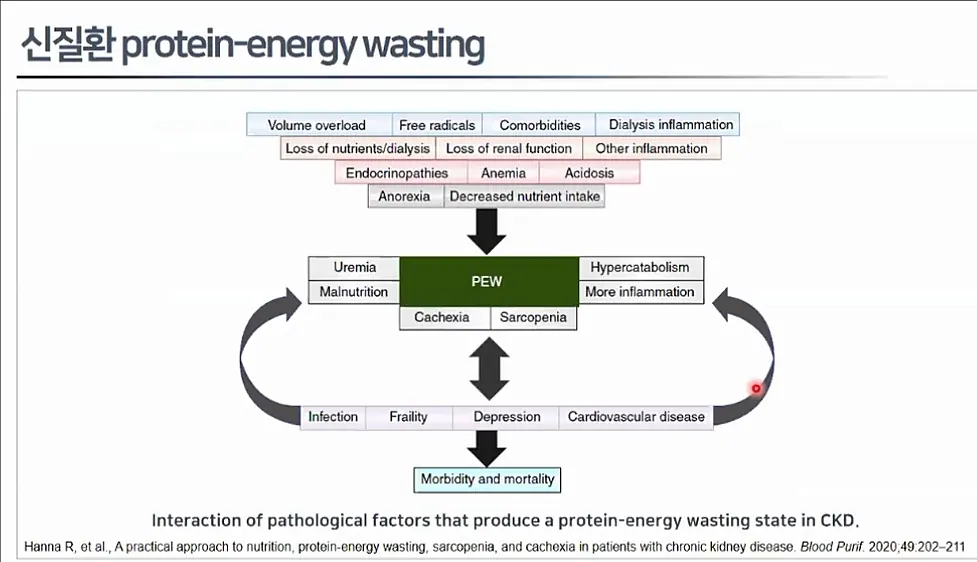 신질환 protein-energy wasting
Volume overload Free radicals Comorbidities Dialysis inflammation
Loss of nutrients/dialysis Loss of renal function Other inflammation
Endocrinopathies Anemia Acidosis
Anorexia Decreased nutrient intake
Uremia PEW Hypercatabolism
Malnutrition More inflammation
Cachexia Sarcopenia
Infection Fraility Depression Cardiovascular disease
Morbidity and mortality
Interaction of pathological factors that produce a protein-energy wasting state in CKD.
Hanna R, et al., A practical approach to nutrition, protein-energy wasting, sarcopenia, and cachexia in patients with chronic kidney disease. Blood Purif. 2020;49:202–211